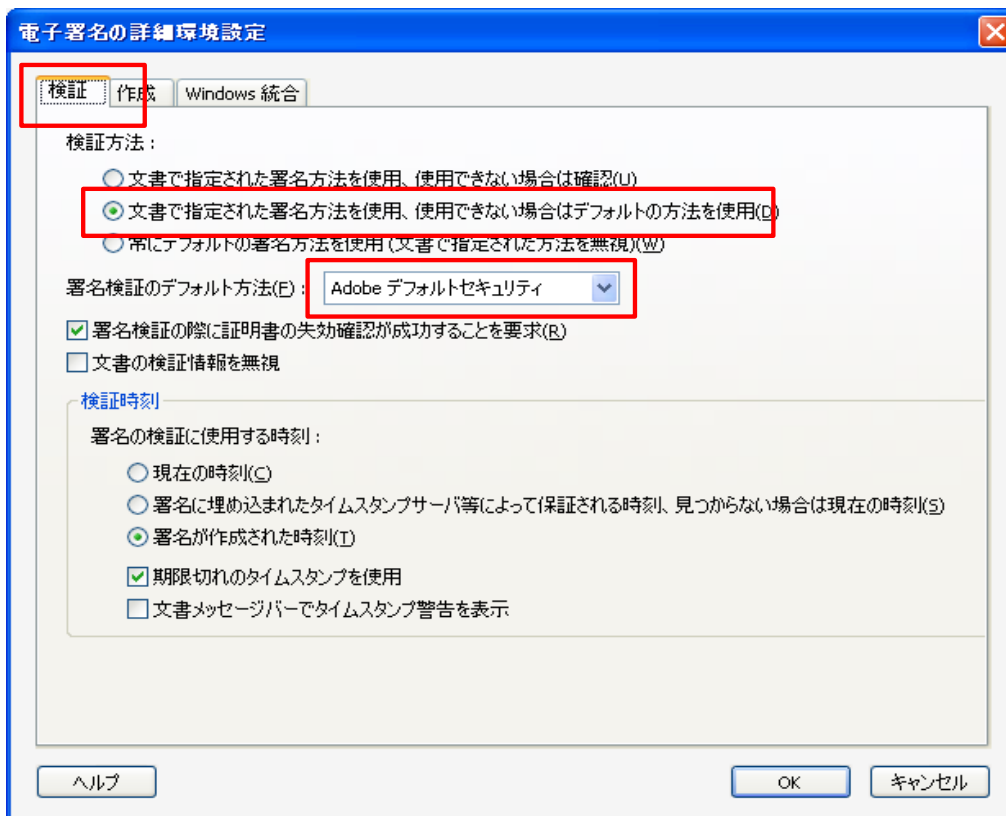 電子署名の詳細環境設定
検証 作成 Windows 統合
検証方法 :
文書で指定された署名方法を使用、使用できない場合は確認(U)
文書で指定された署名方法を使用、使用できない場合はデフォルトの方法を使用(D)
常にデフォルトの署名方法を使用 (文書で指定された方法を無視)(W)
署名検証のデフォルト方法(F) : Adobe デフォルトセキュリティ
署名検証の際に証明書の失効確認が成功することを要求(R)
文書の検証情報を無視
検証時刻
署名の検証に使用する時刻 :
現在の時刻(C)
署名に埋め込まれたタイムスタンプサーバ等によって保証される時刻、見つからない場合は現在の時刻(S)
署名が作成された時刻(T)
期限切れのタイムスタンプを使用
文書メッセージバーでタイムスタンプ警告を表示
ヘルプ OK キャンセル